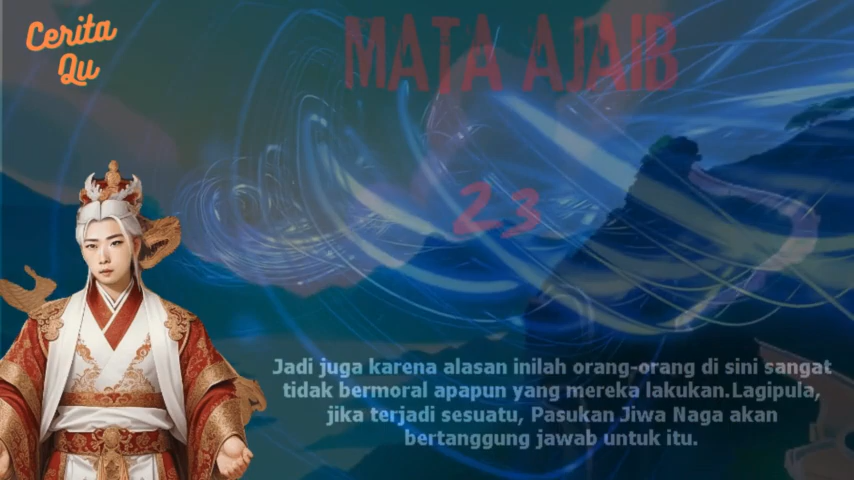 Cerita
Qu
MATA AJAIB
23
Jadi juga karena alasan inilah orang-orang di sini sangat
tidak bermoral apapun yang mereka lakukan.Lagipula,
jika terjadi sesuatu, Pasukan Jiwa Naga akan
bertanggung jawab untuk itu.